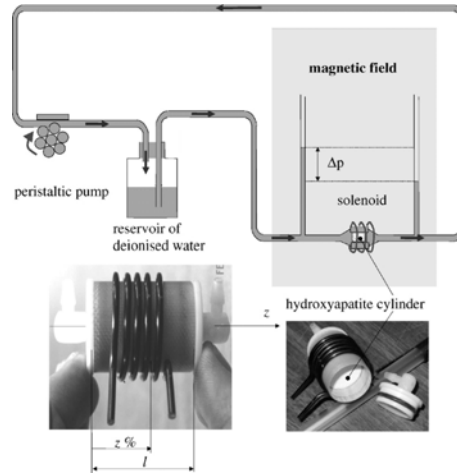 magnetic field
Δp
solenoid
peristaltic pump
reservoir of
deionised water
hydroxyapatite cylinder
z
z %
l